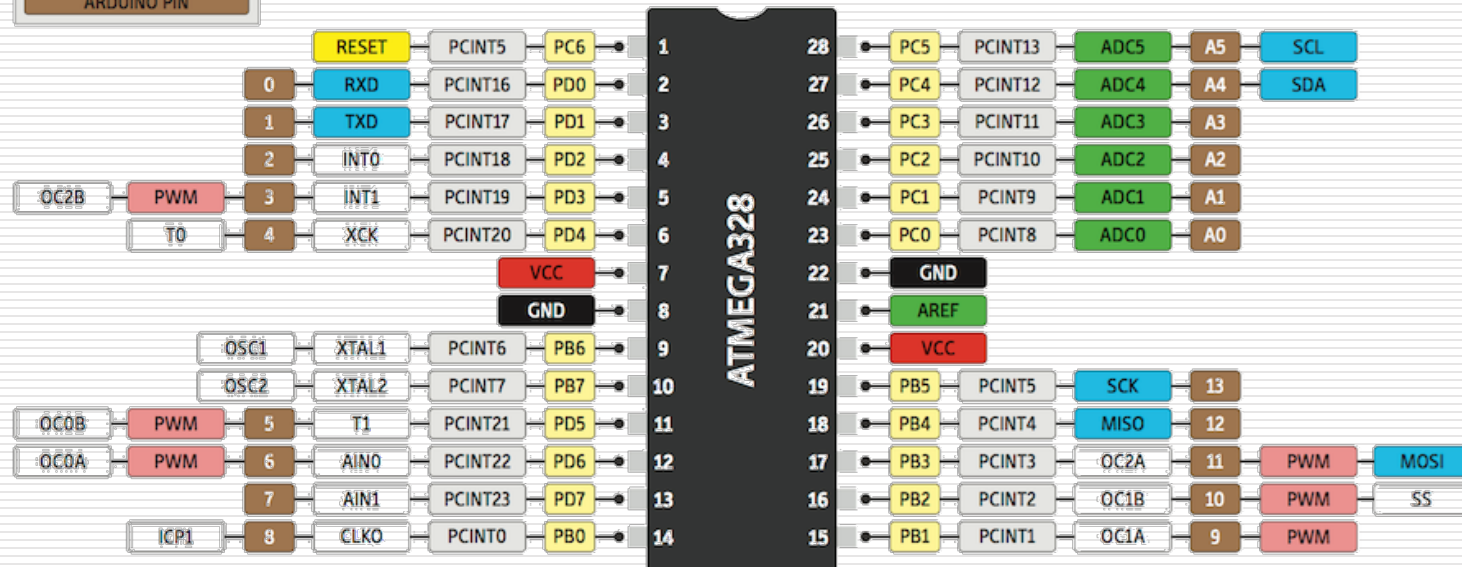 ARDUINO PIN
RESET PCINT5 PC6 1 28 PC5 PCINT13 ADC5 A5 SCL
0 RXD PCINT16 PD0 2 27 PC4 PCINT12 ADC4 A4 SDA
1 TXD PCINT17 PD1 3 26 PC3 PCINT11 ADC3 A3
2 INT0 PCINT18 PD2 4 25 PC2 PCINT10 ADC2 A2
OC2B PWM 3 INT1 PCINT19 PD3 5 24 PC1 PCINT9 ADC1 A1
T0 4 XCK PCINT20 PD4 6 23 PC0 PCINT8 ADC0 A0
VCC 7 22 GND
GND 8 21 AREF
OSC1 XTAL1 PCINT6 PB6 9 20 VCC
OSC2 XTAL2 PCINT7 PB7 10 19 PB5 PCINT5 SCK 13
OC0B PWM 5 T1 PCINT21 PD5 11 18 PB4 PCINT4 MISO 12
OC0A PWM 6 AIN0 PCINT22 PD6 12 17 PB3 PCINT3 OC2A 11 PWM MOSI
7 AIN1 PCINT23 PD7 13 16 PB2 PCINT2 OC1B 10 PWM SS
ICP1 8 CLKO PCINT0 PB0 14 15 PB1 PCINT1 OC1A 9 PWM
ATMEGA328